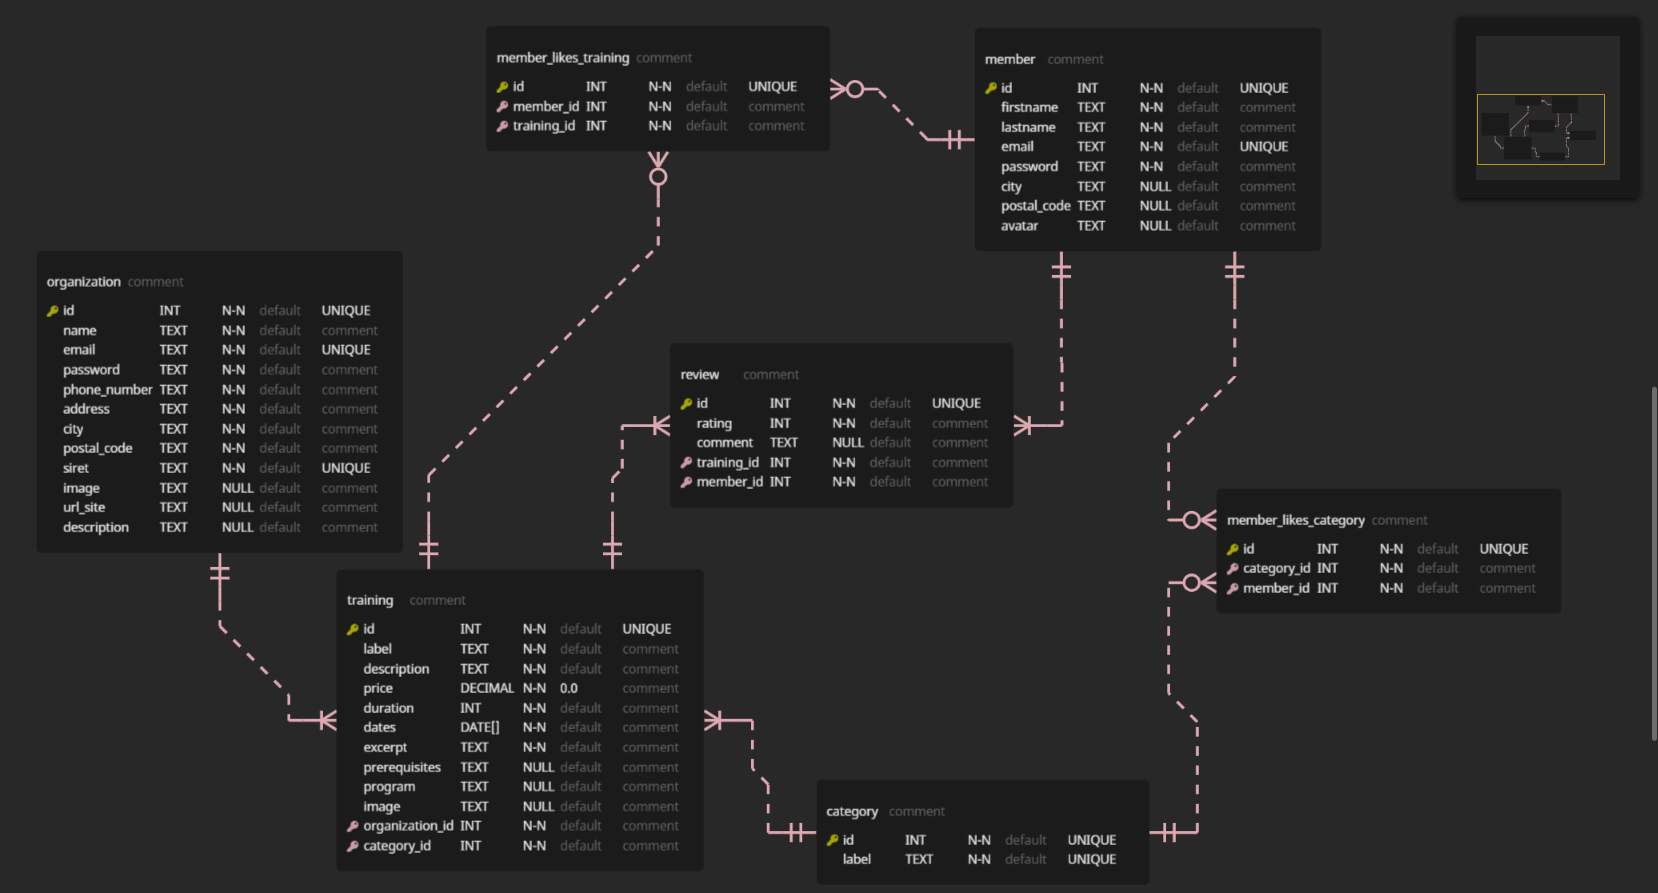 member_likes_training comment
id INT N-N default UNIQUE
member_id INT N-N default comment
training_id INT N-N default comment
member comment
id INT N-N default UNIQUE
firstname TEXT N-N default comment
lastname TEXT N-N default comment
email TEXT N-N default UNIQUE
password TEXT N-N default comment
city TEXT NULL default comment
postal_code TEXT NULL default comment
avatar TEXT NULL default comment
organization comment
id INT N-N default UNIQUE
name TEXT N-N default comment
email TEXT N-N default UNIQUE
password TEXT N-N default comment
phone_number TEXT N-N default comment
address TEXT N-N default comment
city TEXT N-N default comment
postal_code TEXT N-N default comment
siret TEXT N-N default UNIQUE
image TEXT NULL default comment
url_site TEXT NULL default comment
description TEXT NULL default comment
review comment
id INT N-N default UNIQUE
rating INT N-N default comment
comment TEXT NULL default comment
training_id INT N-N default comment
member_id INT N-N default comment
member_likes_category comment
id INT N-N default UNIQUE
category_id INT N-N default comment
member_id INT N-N default comment
training comment
id INT N-N default UNIQUE
label TEXT N-N default comment
description TEXT N-N default comment
price DECIMAL N-N 0.0 comment
duration INT N-N default comment
dates DATE[] N-N default comment
excerpt TEXT N-N default comment
prerequisites TEXT NULL default comment
program TEXT NULL default comment
image TEXT NULL default comment
organization_id INT N-N default comment
category_id INT N-N default comment
category comment
id INT N-N default UNIQUE
label TEXT N-N default UNIQUE